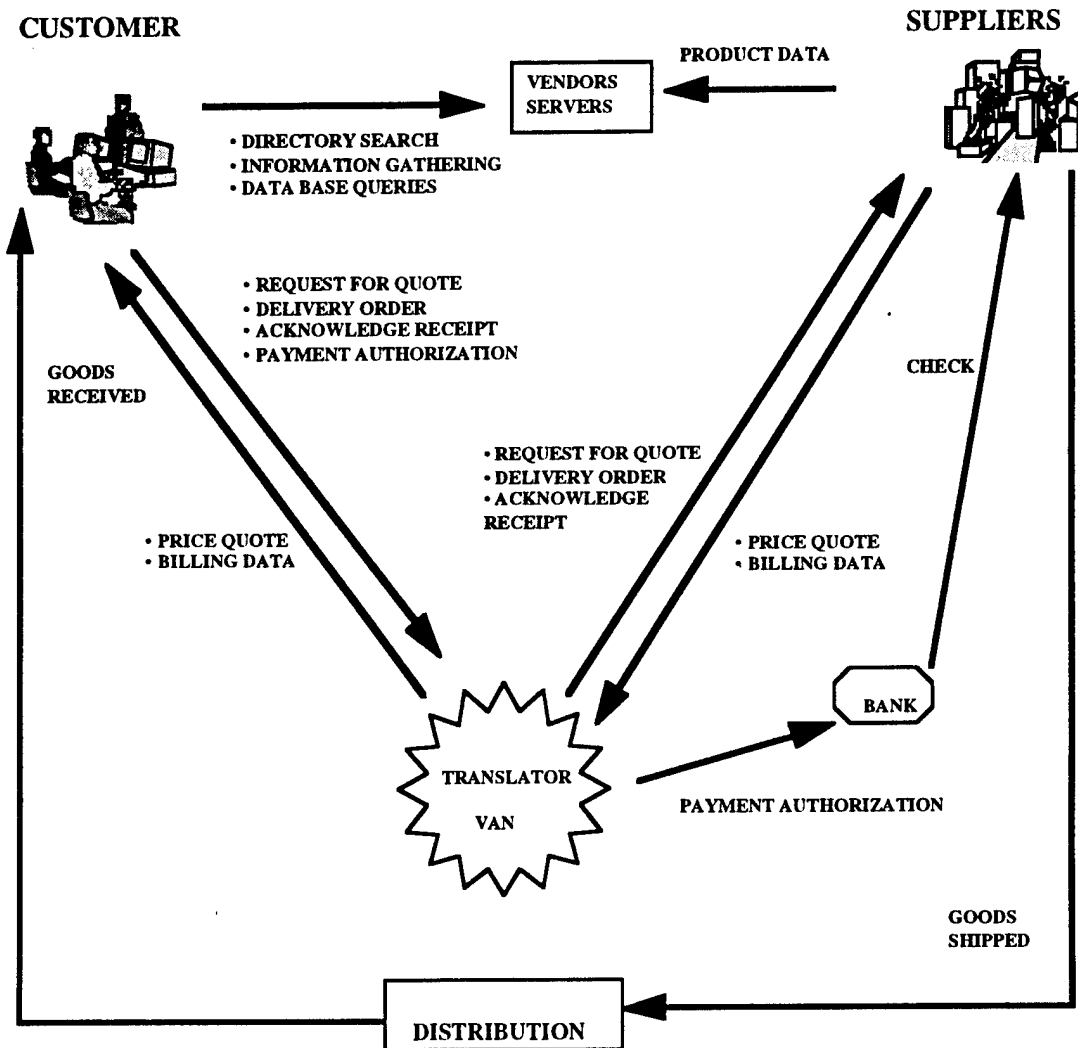 CUSTOMER
SUPPLIERS
PRODUCT DATA
VENDORS
SERVERS
• DIRECTORY SEARCH
• INFORMATION GATHERING
• DATA BASE QUERIES
• REQUEST FOR QUOTE
• DELIVERY ORDER
• ACKNOWLEDGE RECEIPT
• PAYMENT AUTHORIZATION
GOODS
RECEIVED
CHECK
• REQUEST FOR QUOTE
• DELIVERY ORDER
• ACKNOWLEDGE
RECEIPT
• PRICE QUOTE
• BILLING DATA
• PRICE QUOTE
• BILLING DATA
BANK
TRANSLATOR
VAN
PAYMENT AUTHORIZATION
GOODS
SHIPPED
DISTRIBUTION